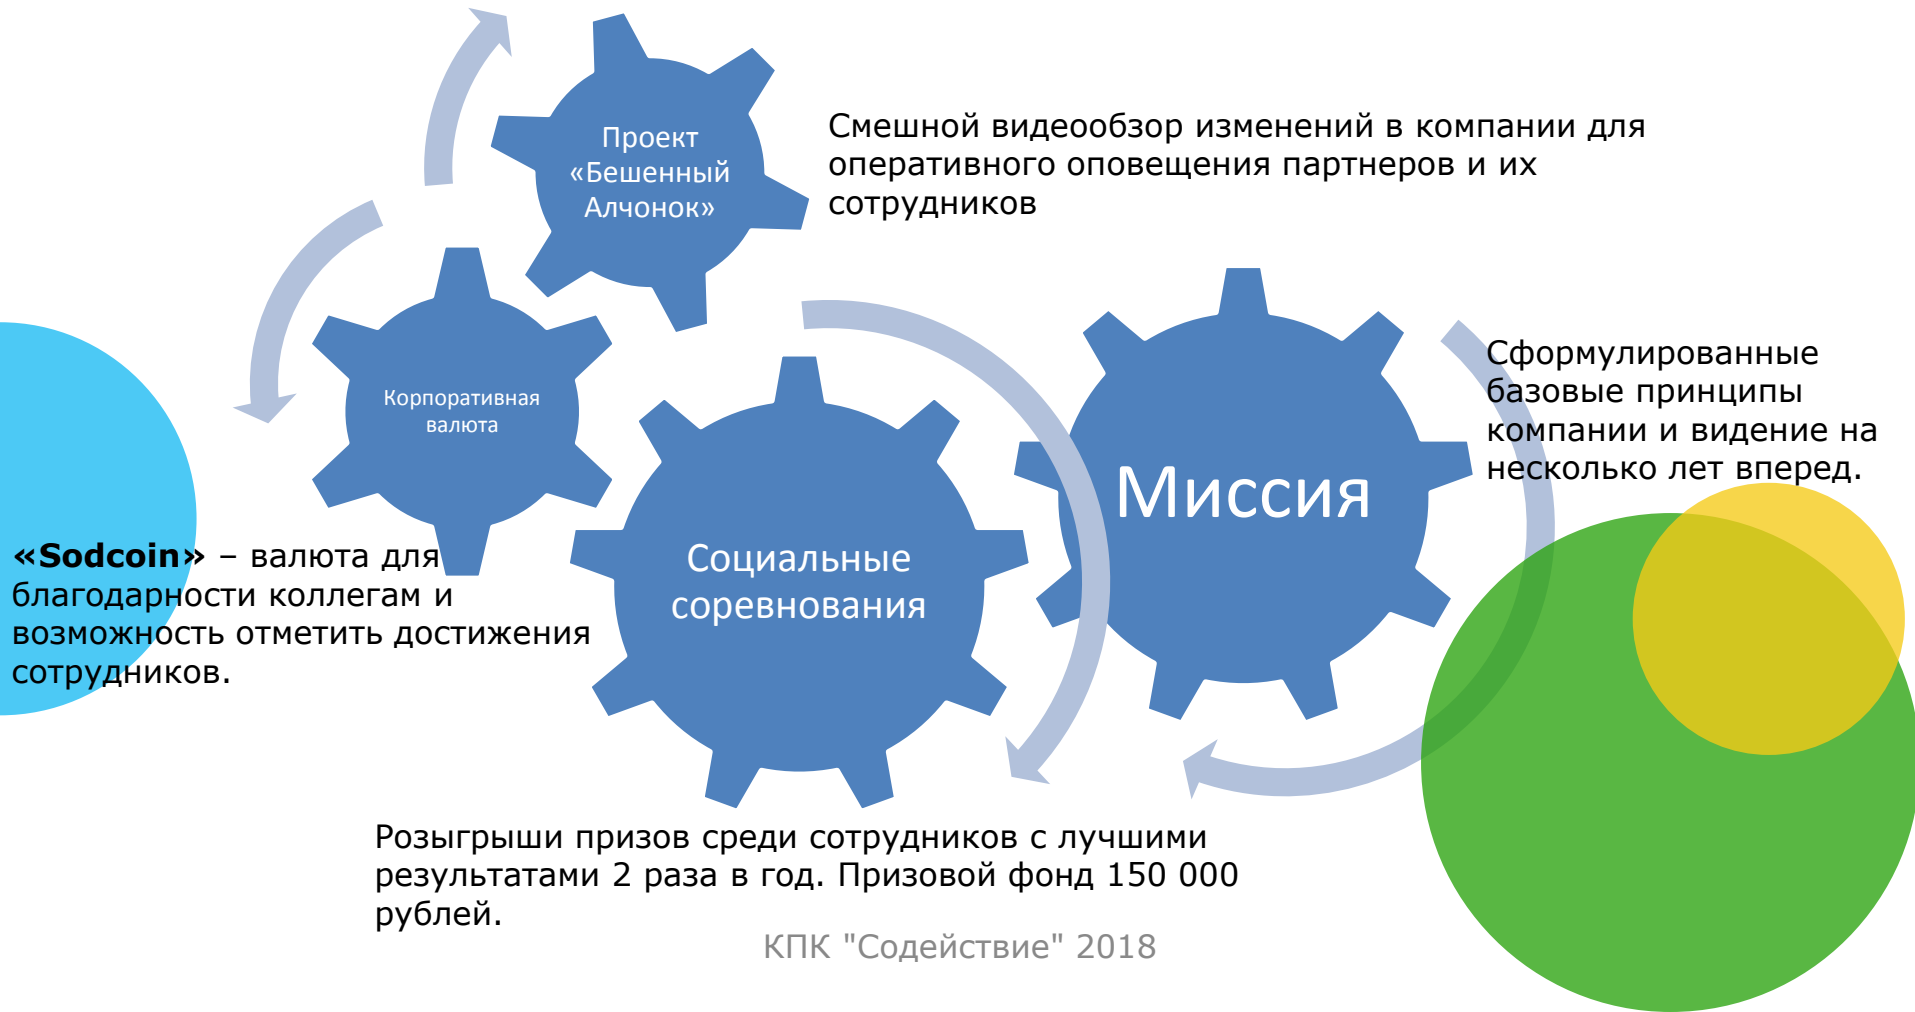 Проект
«Бешенный
Алчонок»
Смешной видеообзор изменений в компании для
оперативного оповещения партнеров и их
сотрудников
Корпоративная
валюта
«Sodcoin» – валюта для
благодарности коллегам и
возможность отметить достижения
сотрудников.
Социальные
соревнования
Розыгрыши призов среди сотрудников с лучшими
результатами 2 раза в год. Призовой фонд 150 000
рублей.
Миссия
Сформулированные
базовые принципы
компании и видение на
несколько лет вперед.
КПК "Содействие" 2018